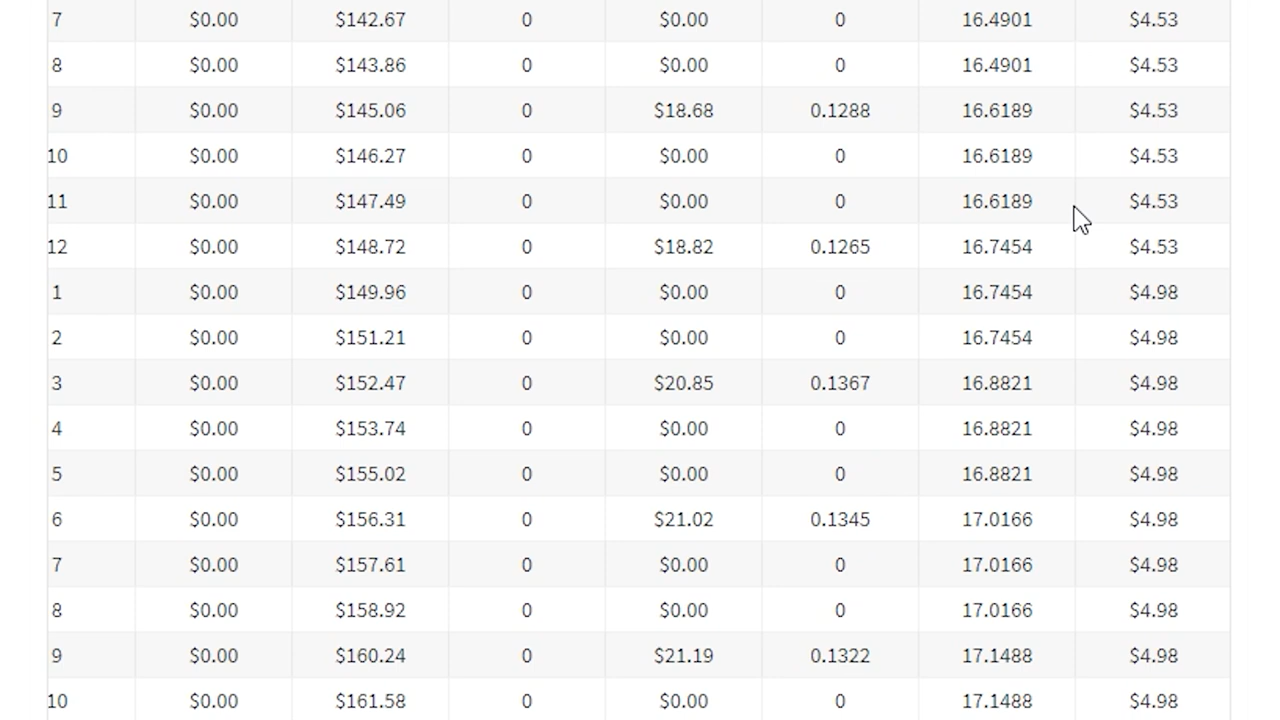 7 $0.00 $142.67 0 $0.00 0 16.4901 $4.53
8 $0.00 $143.86 0 $0.00 0 16.4901 $4.53
9 $0.00 $145.06 0 $18.68 0.1288 16.6189 $4.53
10 $0.00 $146.27 0 $0.00 0 16.6189 $4.53
11 $0.00 $147.49 0 $0.00 0 16.6189 $4.53
12 $0.00 $148.72 0 $18.82 0.1265 16.7454 $4.53
1 $0.00 $149.96 0 $0.00 0 16.7454 $4.98
2 $0.00 $151.21 0 $0.00 0 16.7454 $4.98
3 $0.00 $152.47 0 $20.85 0.1367 16.8821 $4.98
4 $0.00 $153.74 0 $0.00 0 16.8821 $4.98
5 $0.00 $155.02 0 $0.00 0 16.8821 $4.98
6 $0.00 $156.31 0 $21.02 0.1345 17.0166 $4.98
7 $0.00 $157.61 0 $0.00 0 17.0166 $4.98
8 $0.00 $158.92 0 $0.00 0 17.0166 $4.98
9 $0.00 $160.24 0 $21.19 0.1322 17.1488 $4.98
10 $0.00 $161.58 0 $0.00 0 17.1488 $4.98